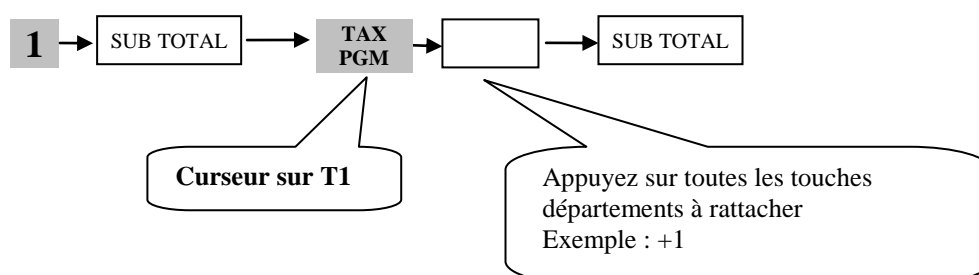 1
SUB TOTAL
TAX
PGM
SUB TOTAL
Curseur sur T1
Appuyez sur toutes les touches
départements à rattacher
Exemple : +1